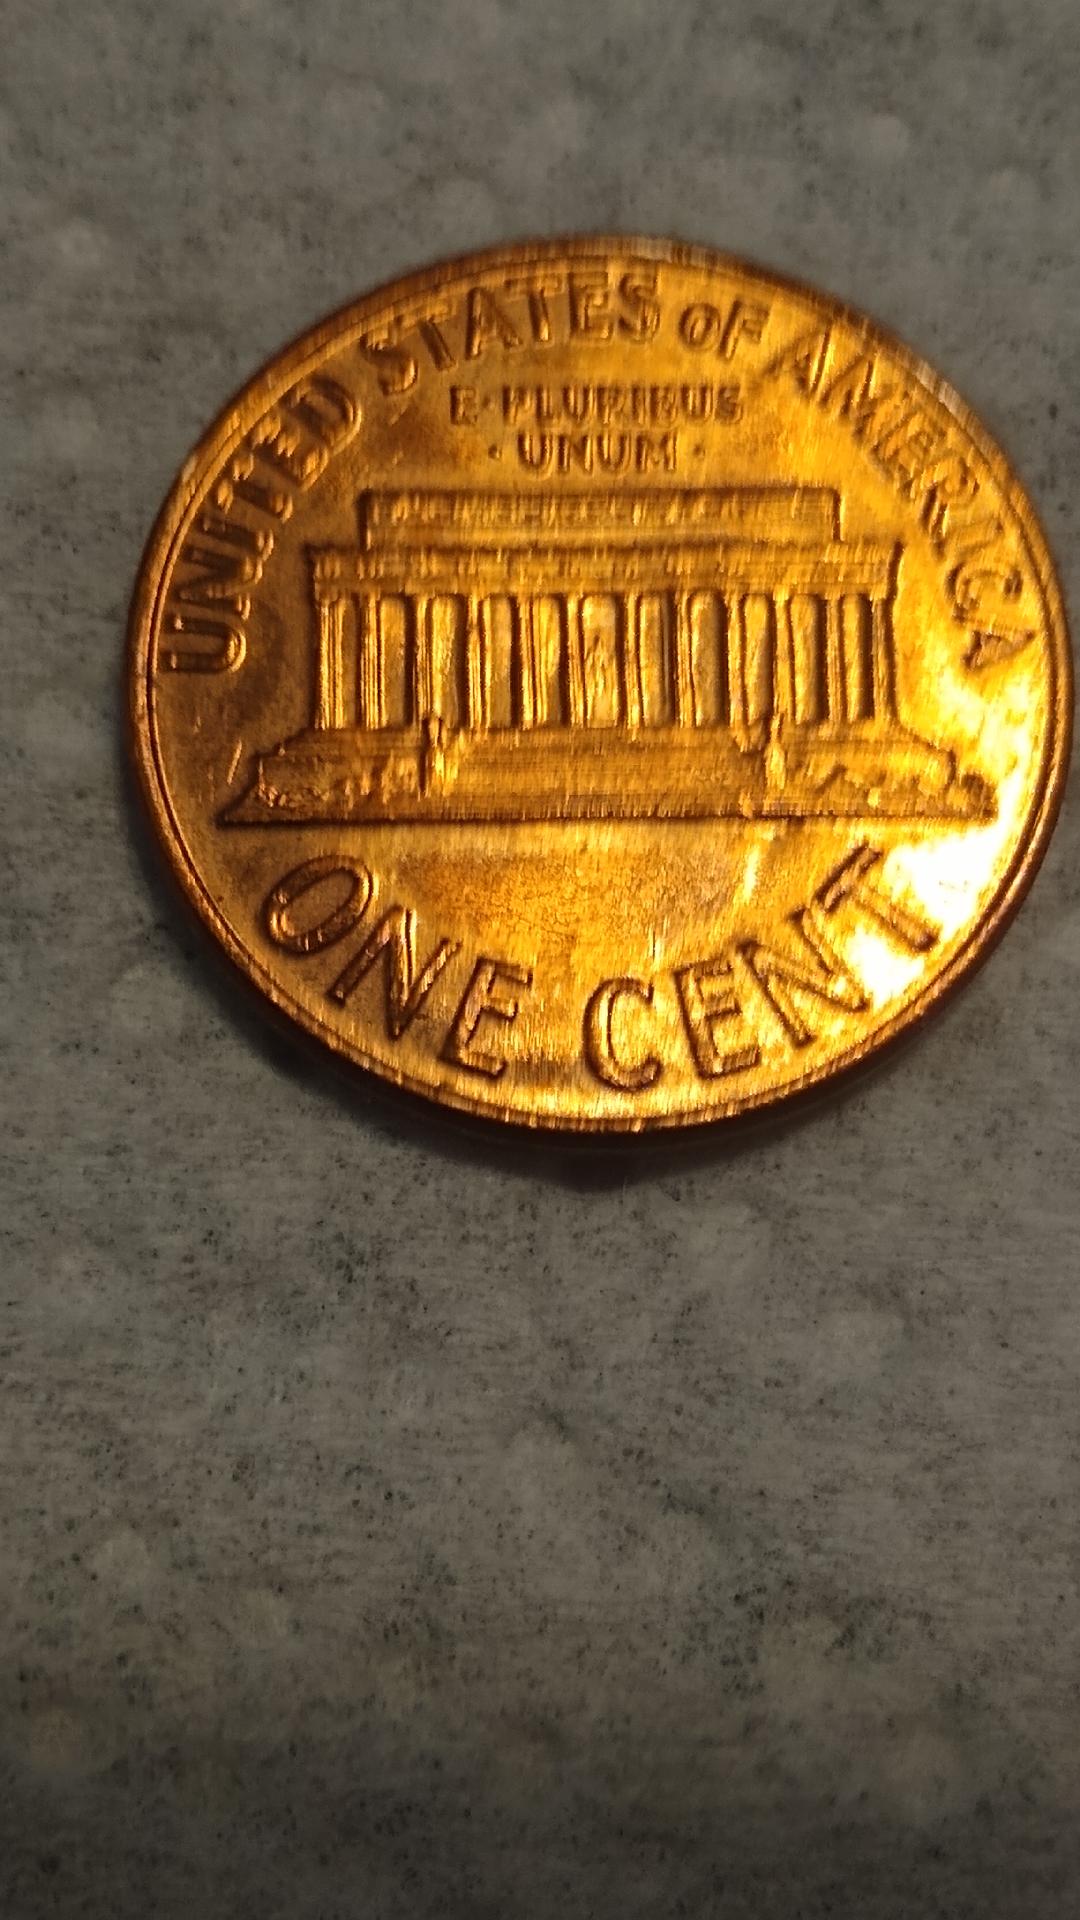 UNITED STATES OF AMERICA
E·PLURIBUS
·UNUM·
ONE CENT